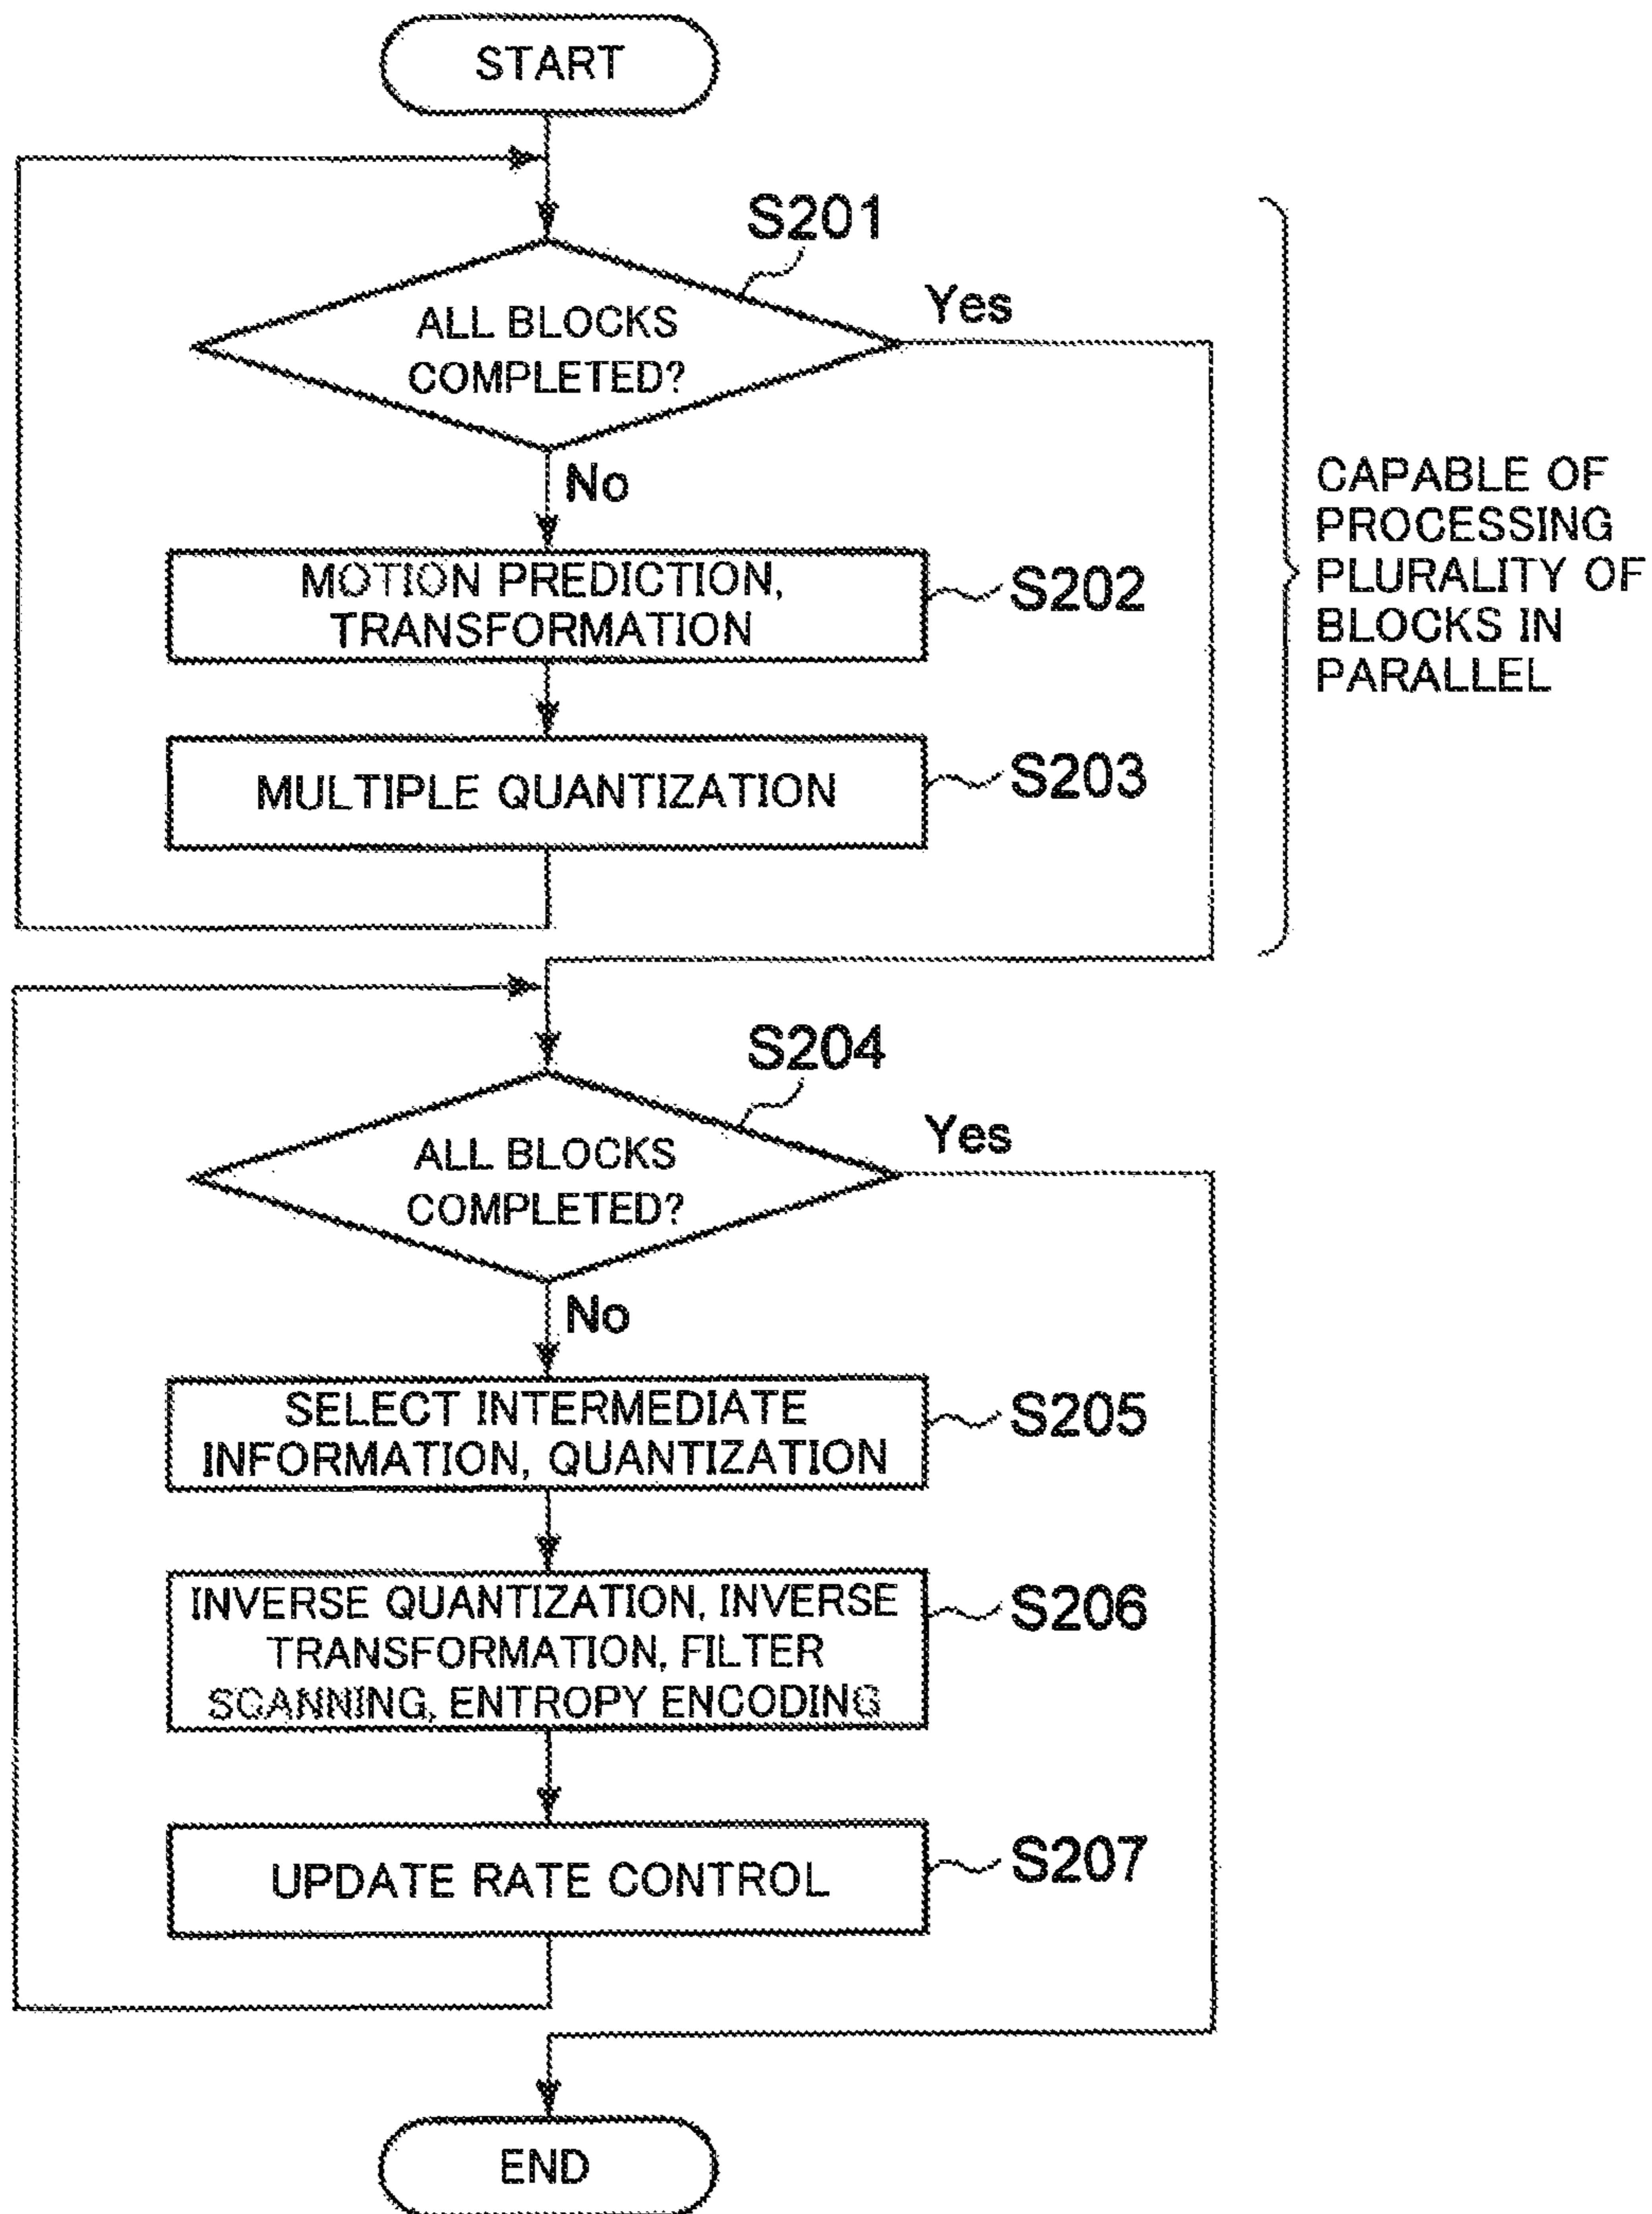 START
S201
ALL BLOCKS
COMPLETED?
Yes
No
MOTION PREDICTION,
TRANSFORMATION
S202
MULTIPLE QUANTIZATION
S203
CAPABLE OF
PROCESSING
PLURALITY OF
BLOCKS IN
PARALLEL
S204
ALL BLOCKS
COMPLETED?
Yes
No
SELECT INTERMEDIATE
INFORMATION, QUANTIZATION
S205
INVERSE QUANTIZATION, INVERSE
TRANSFORMATION, FILTER
SCANNING, ENTROPY ENCODING
S206
UPDATE RATE CONTROL
S207
END